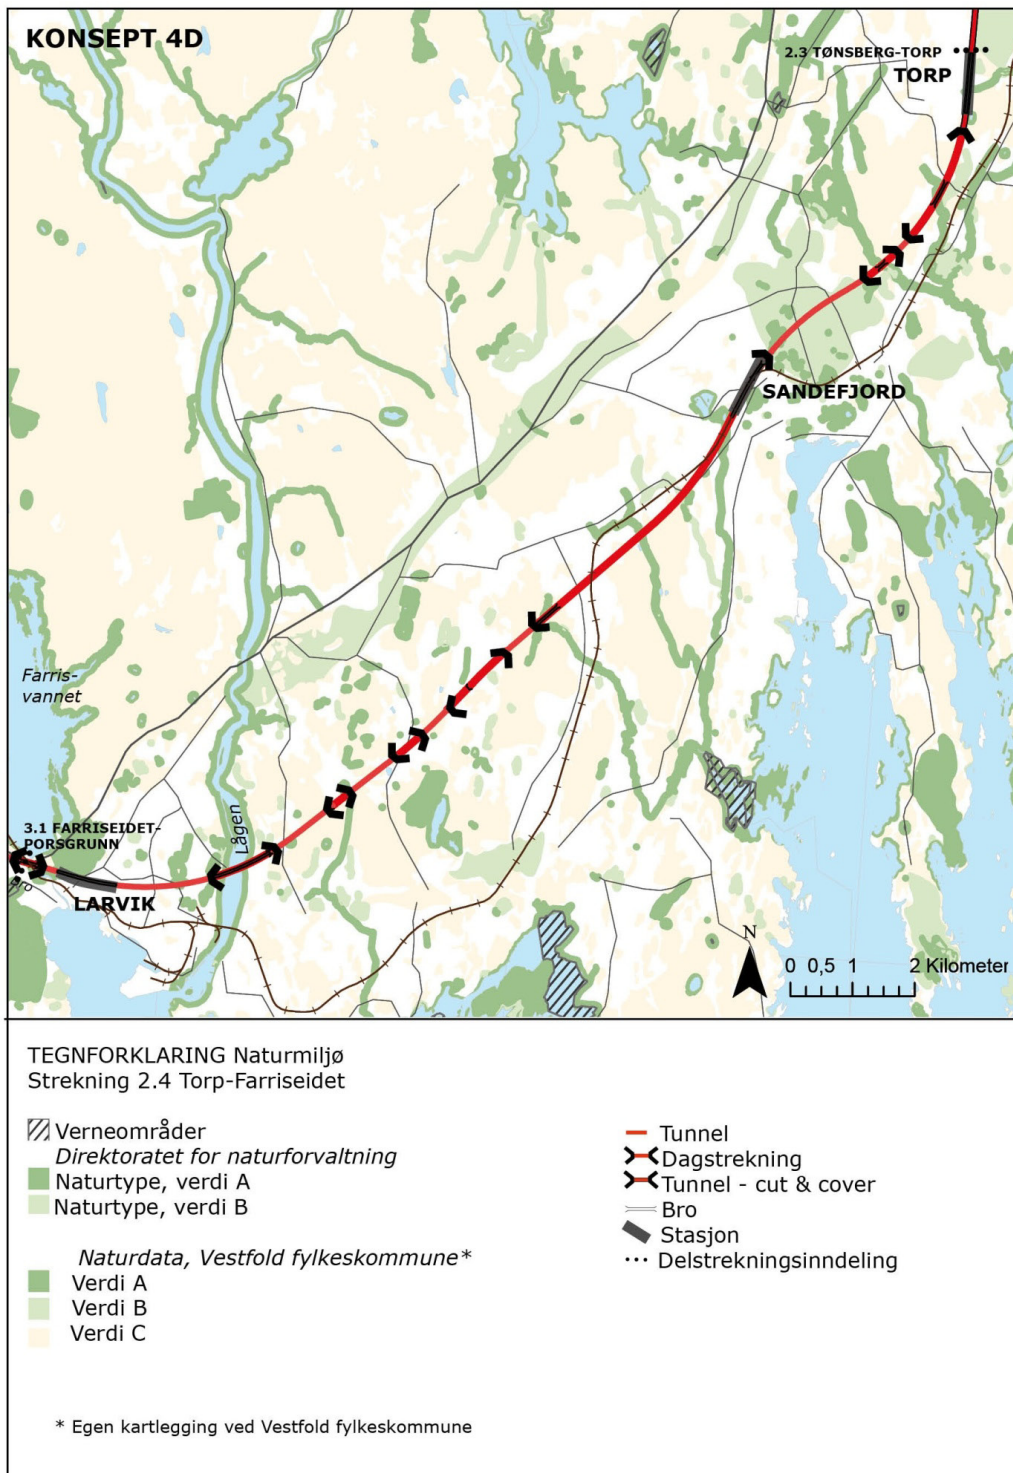 KONSEPT 4D
2.3 TØNSBERG-TORP
TORP
SANDEFJORD
Farris-
vannet
3.1 FARRISEIDET-
PORSGRUNN
Lågen
LARVIK
N
0 0,5 1 2 Kilometer
TEGNFORKLARING Naturmiljø
Strekning 2.4 Torp-Farriseidet
Verneområder
Direktoratet for naturforvaltning
Naturtype, verdi A
Naturtype, verdi B
Naturdata, Vestfold fylkeskommune*
Verdi A
Verdi B
Verdi C
Tunnel
Dagstrekning
Tunnel - cut & cover
Bro
Stasjon
Delstrekningsinndeling
* Egen kartlegging ved Vestfold fylkeskommune